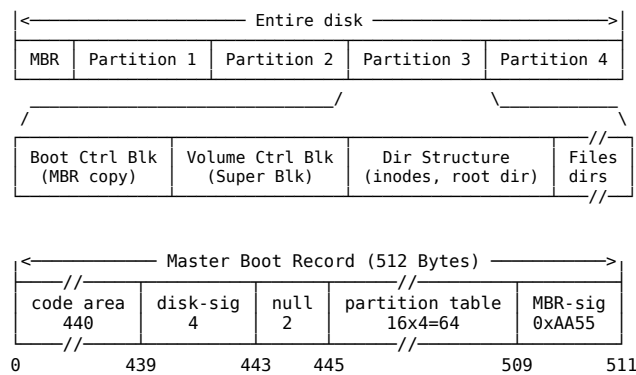 Entire disk
MBR Partition 1 Partition 2 Partition 3 Partition 4
Boot Ctrl Blk Volume Ctrl Blk Dir Structure Files
(MBR copy) (Super Blk) (inodes, root dir) dirs
Master Boot Record (512 Bytes)
code area disk-sig null partition table MBR-sig
440 4 2 16x4=64 0xAA55
0 439 443 445 509 511